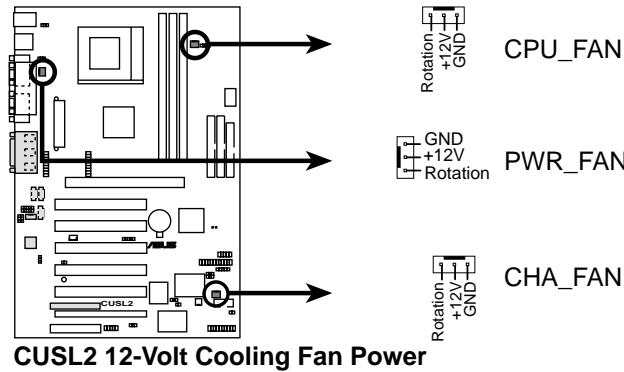 Rotation
+12V
GND
CPU_FAN
GND
+12V
Rotation
PWR_FAN
Rotation
+12V
GND
CHA_FAN
ASUS
CUSL2
CUSL2 12-Volt Cooling Fan Power